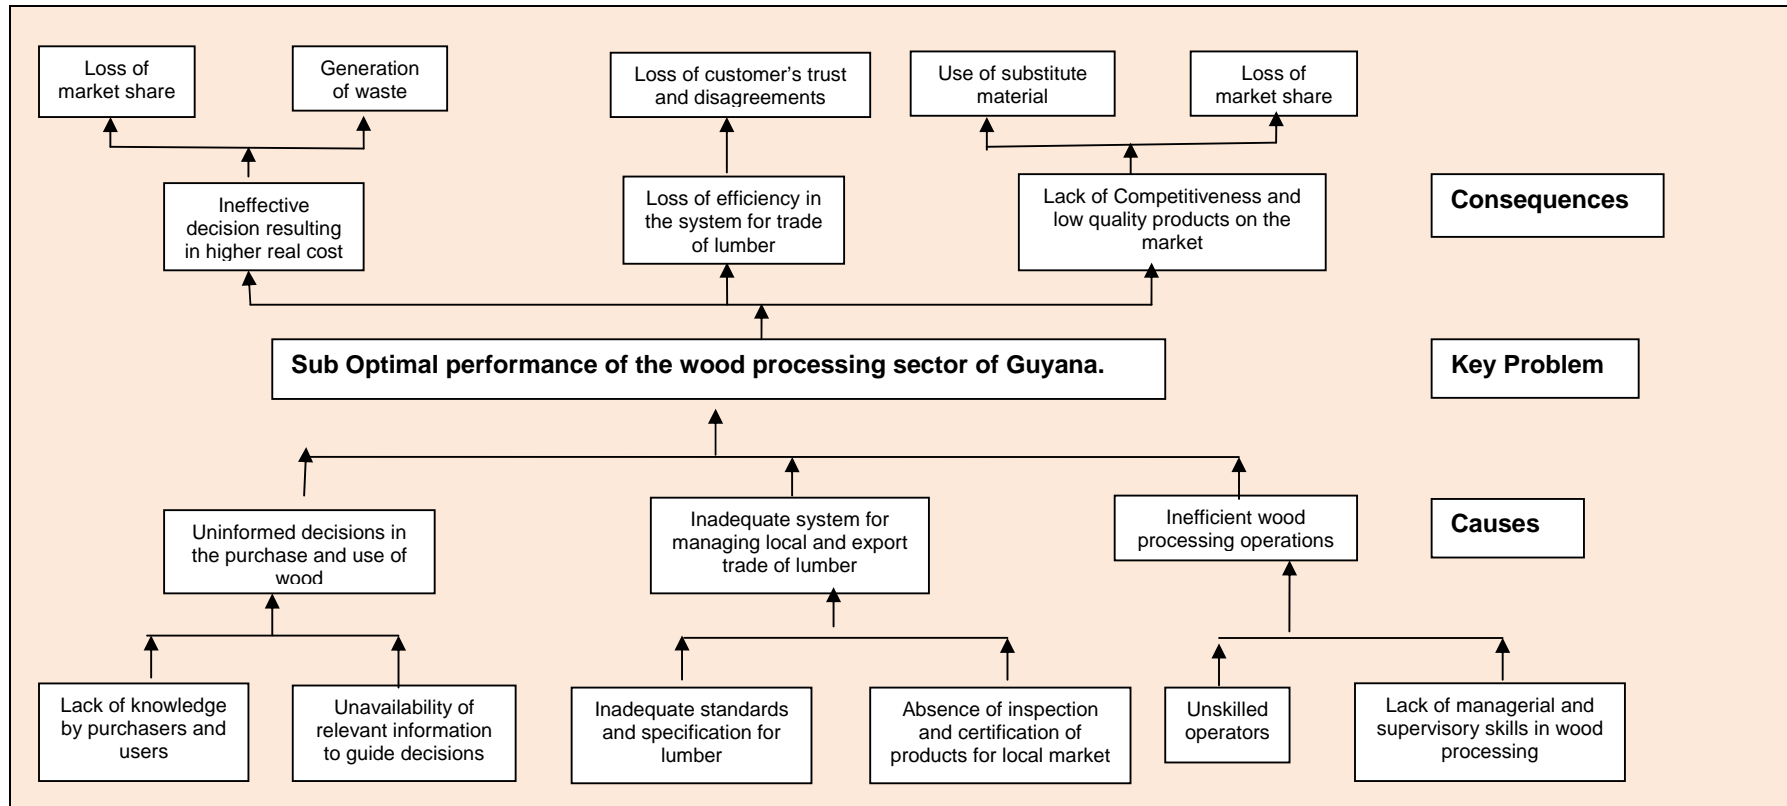 Loss of
market share
Generation
of waste
Loss of customer's trust
and disagreements
Use of substitute
material
Loss of
market share
Ineffective
decision resulting
in higher real cost
Loss of efficiency in
the system for trade
of lumber
Lack of Competitiveness and
low quality products on the
market
Consequences
Sub Optimal performance of the wood processing sector of Guyana.
Key Problem
Uninformed decisions in
the purchase and use of
wood
Inadequate system for
managing local and export
trade of lumber
Inefficient wood
processing operations
Causes
Lack of knowledge
by purchasers and
users
Unavailability of
relevant information
to guide decisions
Inadequate standards
and specification for
lumber
Absence of inspection
and certification of
products for local market
Unskilled
operators
Lack of managerial and
supervisory skills in wood
processing